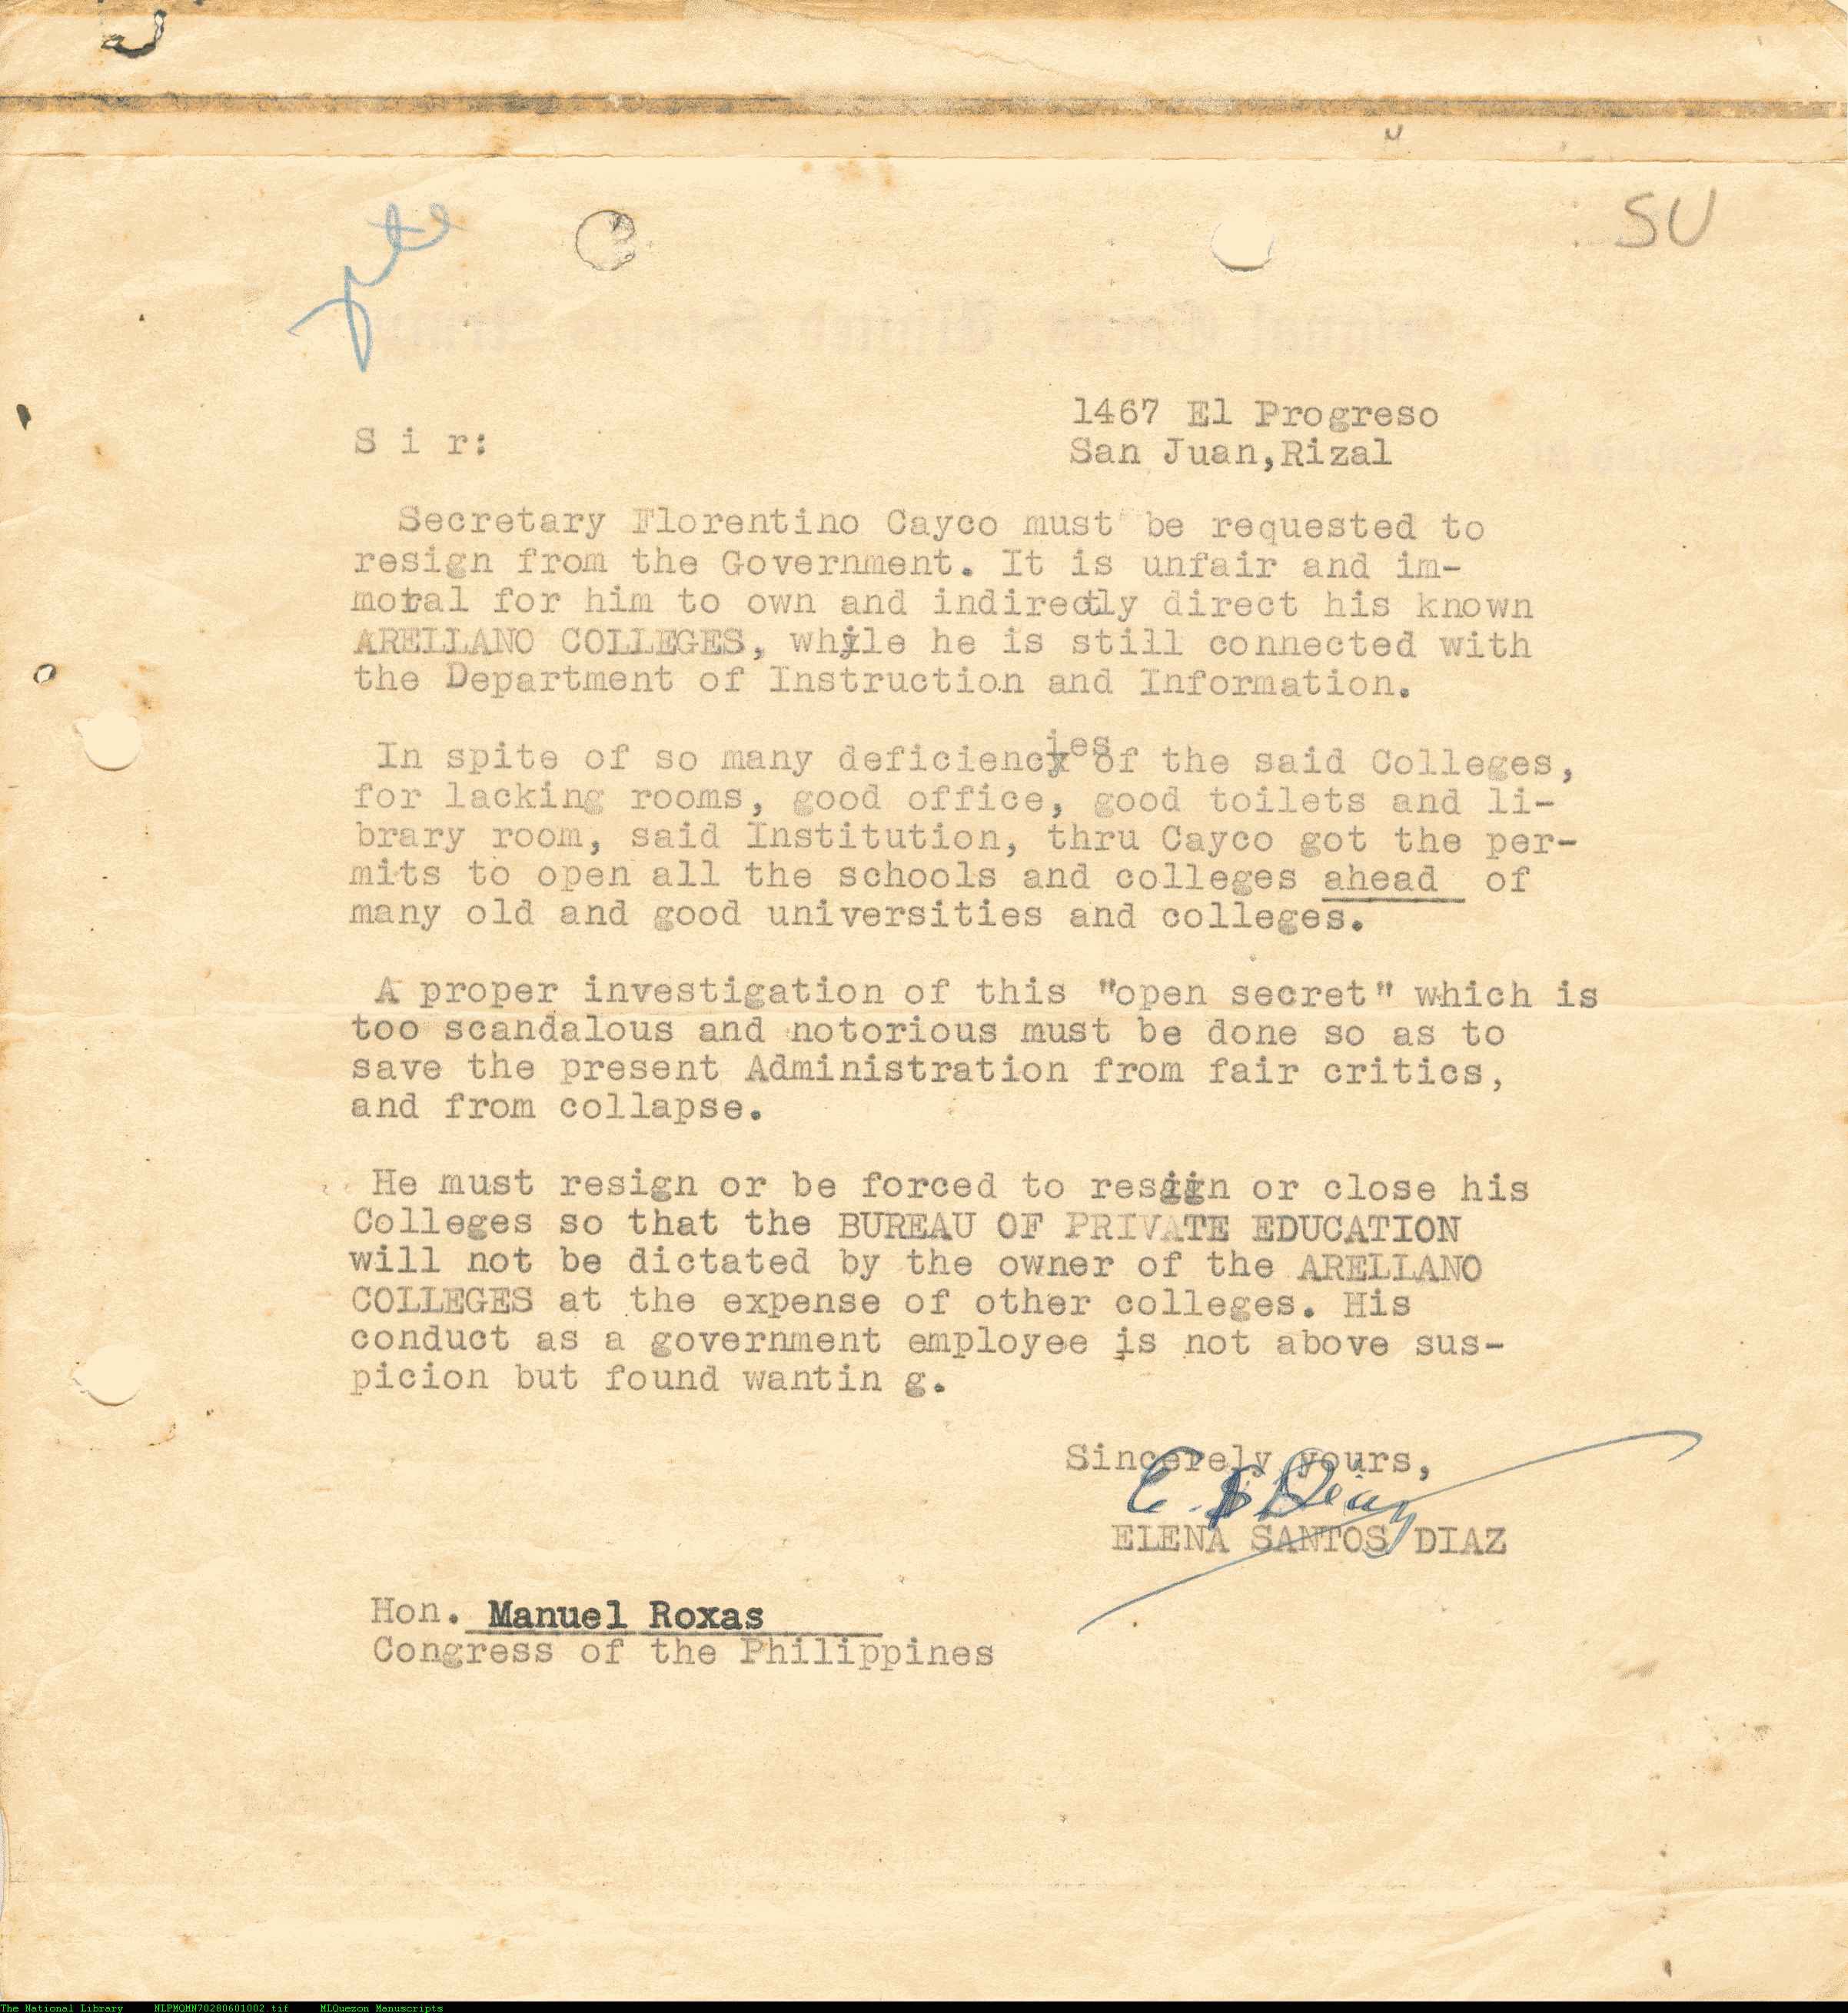 SU
1467 El Progreso
S i r:
San Juan,Rizal
Secretary Florentino Cayco must be requested to
resign from the Government. It is unfair and im-
moral for him to own and indirectly direct his known
ARELLANO COLLEGES, while he is still connected with
the Department of Instruction and Information.
In spite of so many deficiencies of the said Colleges,
for lacking rooms, good office, good toilets and li-
brary room, said Institution, thru Cayco got the per-
mits to open all the schools and colleges ahead of
many old and good universities and colleges.
A proper investigation of this "open secret" which is
too scandalous and notorious must be done so as to
save the present Administration from fair critics,
and from collapse.
He must resign or be forced to resign or close his
Colleges so that the BUREAU OF PRIVATE EDUCATION
will not be dictated by the owner of the ARELLANO
COLLEGES at the expense of other colleges. His
conduct as a government employee is not above sus-
picion but found wantin g.
Sincerely yours,
E. S Diaz
ELENA SANTOS DIAZ
Hon. Manuel Roxas
Congress of the Philippines
The National Library NLPMQMN70280601002.tif MLQuezon Manuscripts